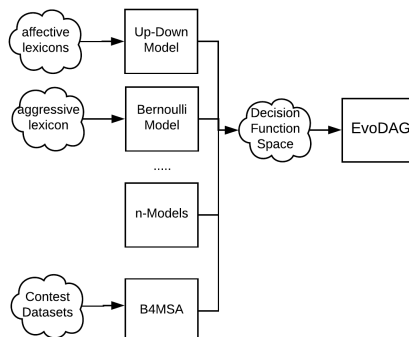 affective
lexicons
Up-Down
Model
aggressive
lexicon
Bernoulli
Model
Decision
Function
Space
EvoDAG
.....
n-Models
Contest
Datasets
B4MSA